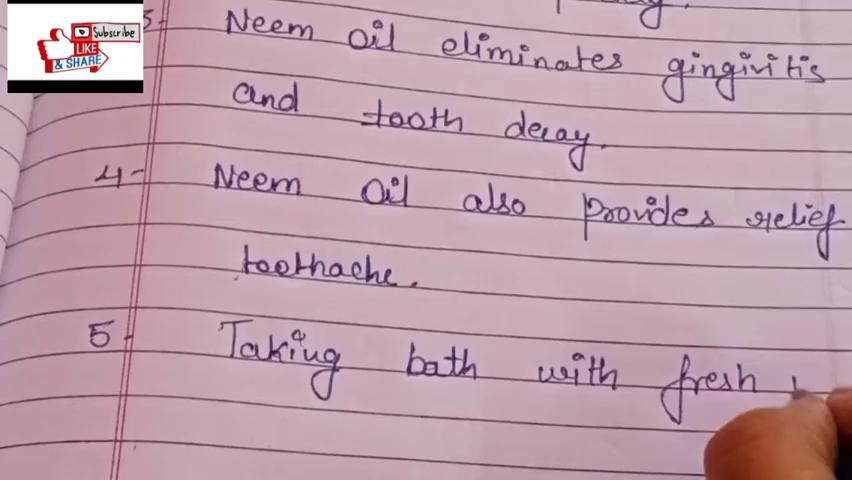 Subscribe
LIKE
& SHARE
3-
Neem oil eliminates gingivitis
and tooth decay.
4- Neem oil also provides relief
toothache.
5- Taking bath with fresh